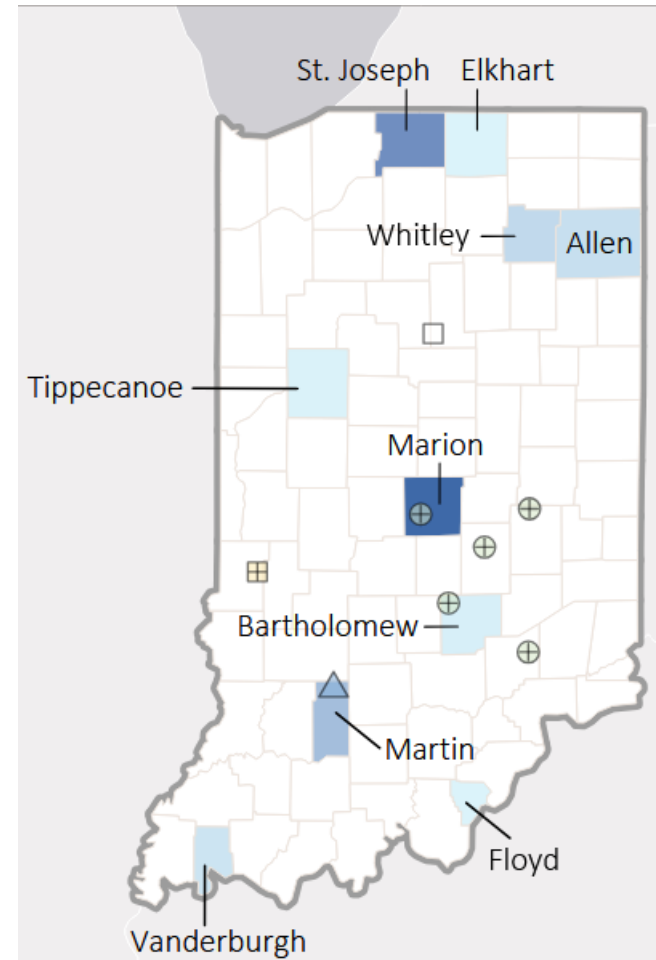 St. Joseph
Elkhart
Whitley
Allen
Tippecanoe
Marion
Bartholomew
Martin
Floyd
Vanderburgh